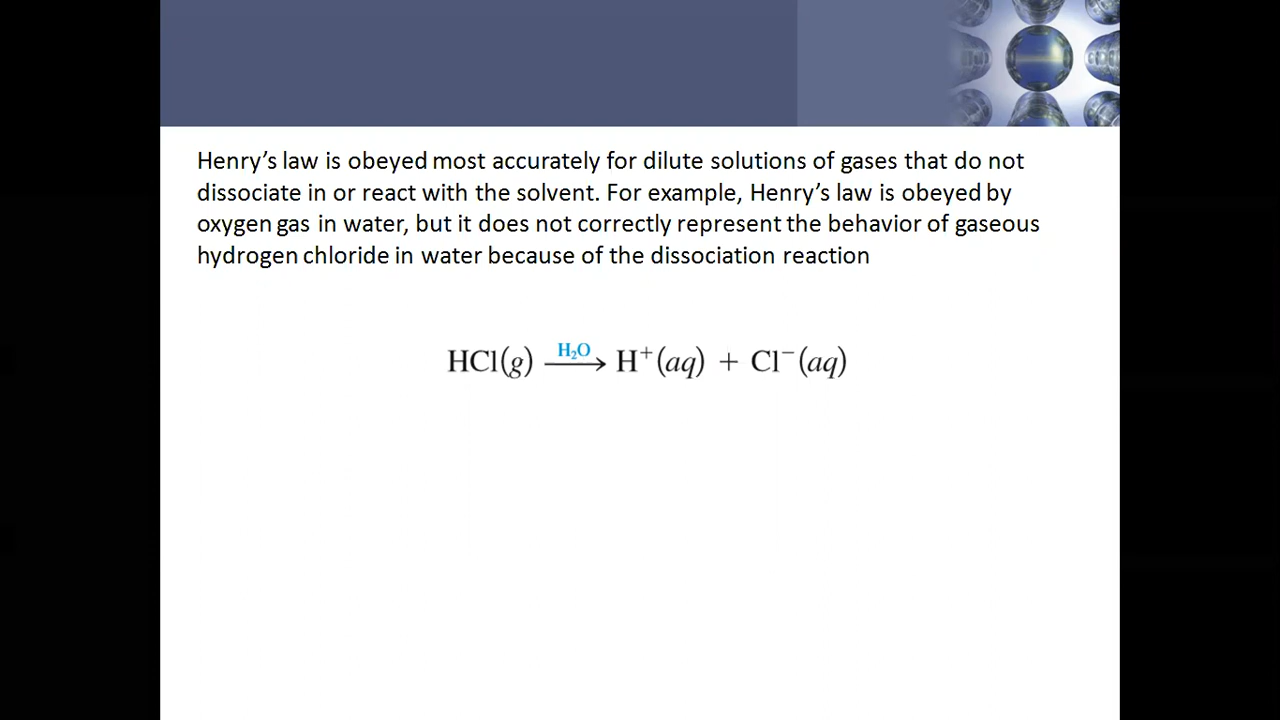 Henry’s law is obeyed most accurately for dilute solutions of gases that do not
dissociate in or react with the solvent. For example, Henry’s law is obeyed by
oxygen gas in water, but it does not correctly represent the behavior of gaseous
hydrogen chloride in water because of the dissociation reaction
HCl(g) —H₂O→ H⁺(aq) + Cl⁻(aq)